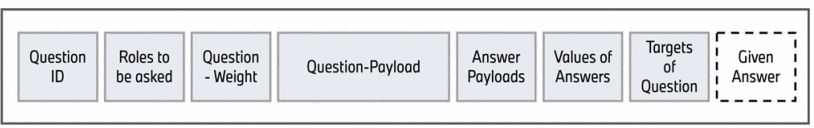 Question
ID
Roles to
be asked
Question
- Weight
Question-Payload
Answer
Payloads
Values of
Answers
Targets
of
Question
Given
Answer